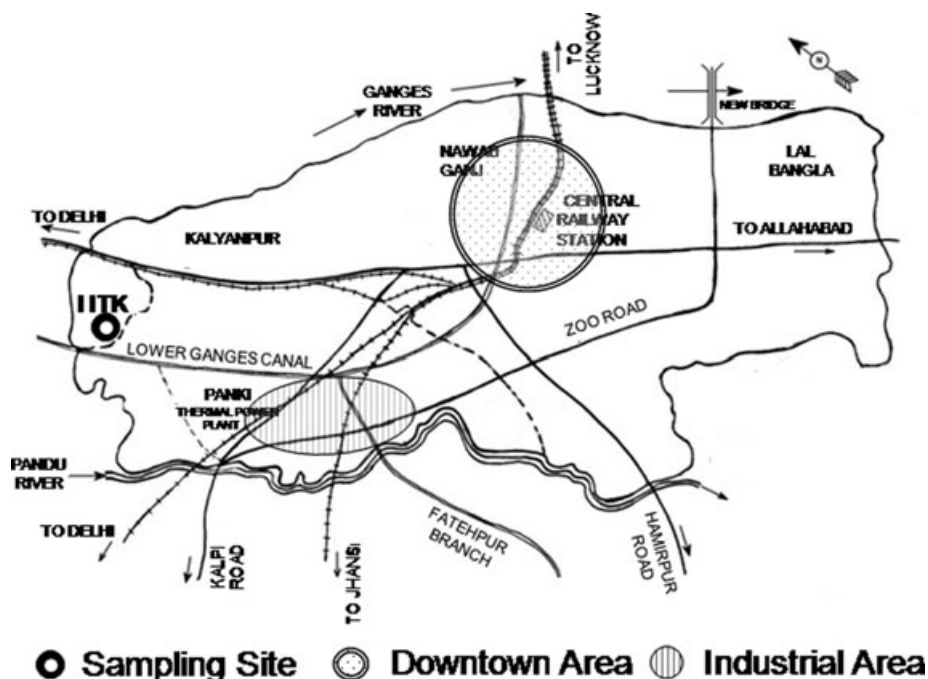 TO
LUCKNOW
N
GANGES
RIVER
NEW BRIDGE
NAWAB
GANJ
LAL
BANGLA
CENTRAL
RAILWAY
STATION
TO DELHI
KALYANPUR
TO ALLAHABAD
IITK
ZOO ROAD
LOWER GANGES CANAL
PANKI
THERMAL POWER
PLANT
PANDU
RIVER
TO DELHI
KALPI
ROAD
TO JHANSI
FATEHPUR
BRANCH
HAMIRPUR
ROAD
Sampling Site
Downtown Area
Industrial Area